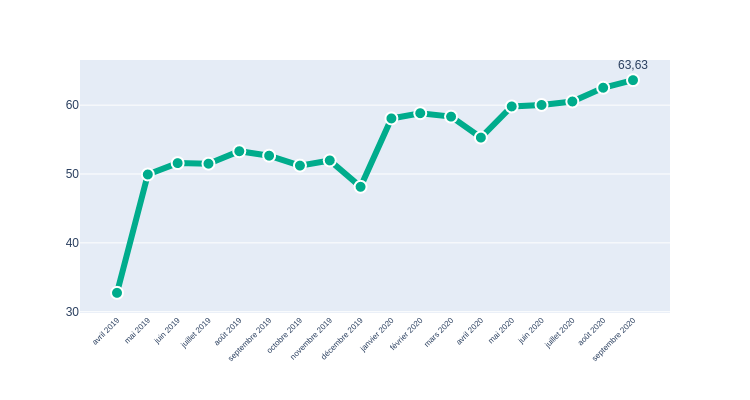 63,63
60
50
40
30
avril 2019
mai 2019
juin 2019
juillet 2019
août 2019
septembre 2019
octobre 2019
novembre 2019
décembre 2019
janvier 2020
février 2020
mars 2020
avril 2020
mai 2020
juin 2020
juillet 2020
août 2020
septembre 2020